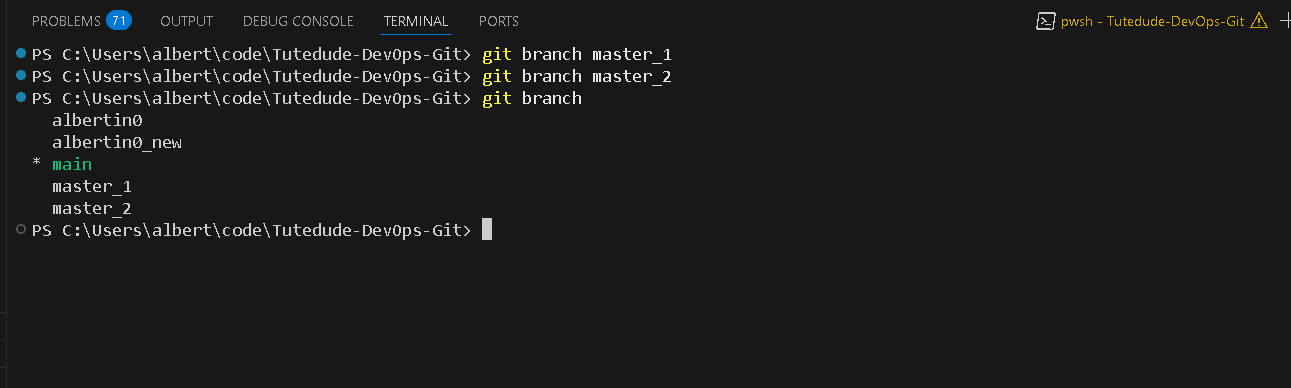 PROBLEMS 71 OUTPUT DEBUG CONSOLE TERMINAL PORTS pwsh - Tutedude-DevOps-Git
PS C:\Users\albert\code\Tutedude-DevOps-Git> git branch master_1
PS C:\Users\albert\code\Tutedude-DevOps-Git> git branch master_2
PS C:\Users\albert\code\Tutedude-DevOps-Git> git branch
albertin0
albertin0_new
* main
master_1
master_2
PS C:\Users\albert\code\Tutedude-DevOps-Git>